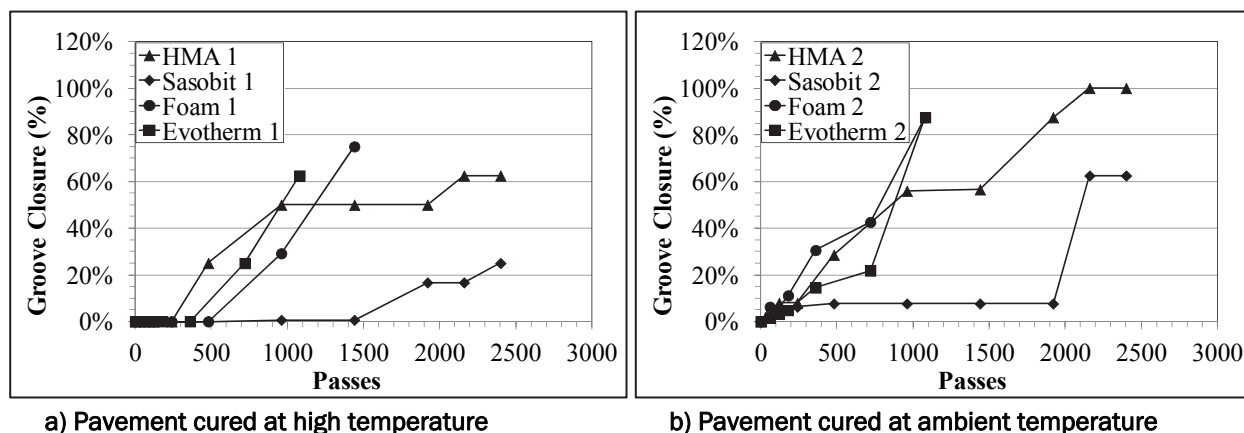 120%
100%
80%
60%
40%
20%
0%
Groove Closure (%)
HMA 1
Sasobit 1
Foam 1
Evotherm 1
0 500 1000 1500 2000 2500 3000
Passes
a) Pavement cured at high temperature
120%
100%
80%
60%
40%
20%
0%
Groove Closure (%)
HMA 2
Sasobit 2
Foam 2
Evotherm 2
0 500 1000 1500 2000 2500 3000
Passes
b) Pavement cured at ambient temperature